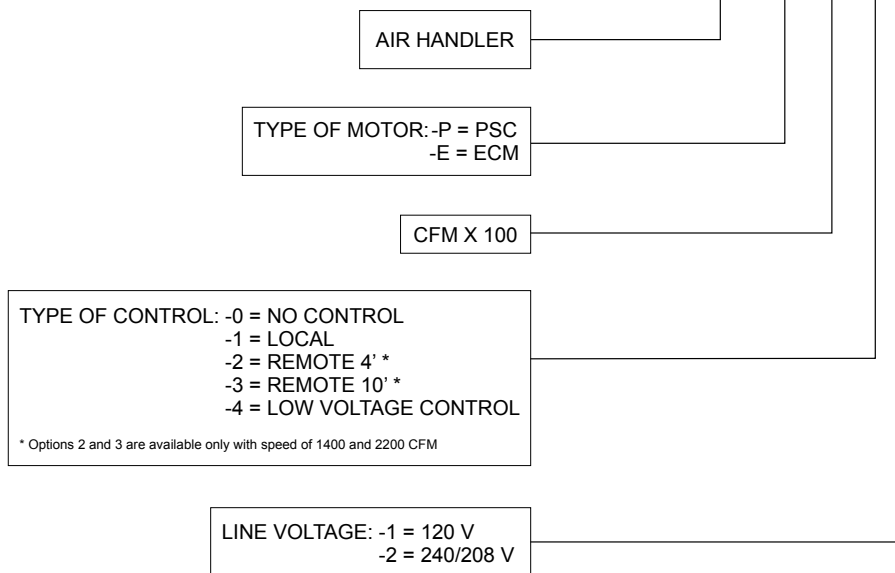 AIR HANDLER
TYPE OF MOTOR: -P = PSC
-E = ECM
CFM X 100
TYPE OF CONTROL: -0 = NO CONTROL
-1 = LOCAL
-2 = REMOTE 4’ *
-3 = REMOTE 10’ *
-4 = LOW VOLTAGE CONTROL
* Options 2 and 3 are available only with speed of 1400 and 2200 CFM
LINE VOLTAGE: -1 = 120 V
-2 = 240/208 V